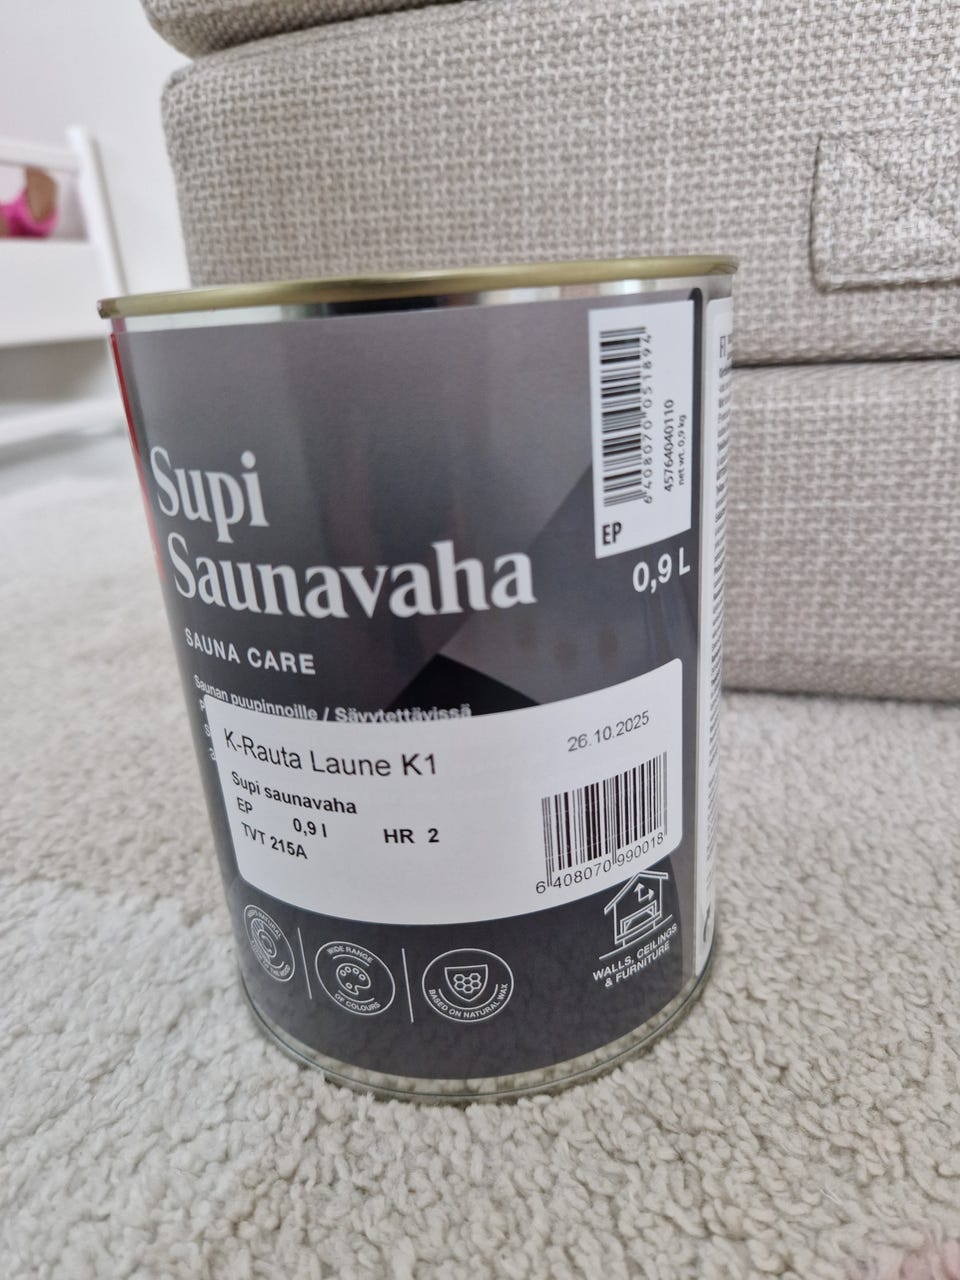 6 408070 051894
45764040110
net wt. 0,9 kg
EP
0,9 L
Supi
Saunavaha
SAUNA CARE
Saunan puupinnoille / Sävytettävissä
K-Rauta Laune K1
26.10.2025
Supi saunavaha
EP
0,9 l
HR 2
TVT 215A
6 408070 990018
WIDE RANGE
OF COLOURS
BASED ON NATURAL WAX
WALLS, CEILINGS
& FURNITURE
FI